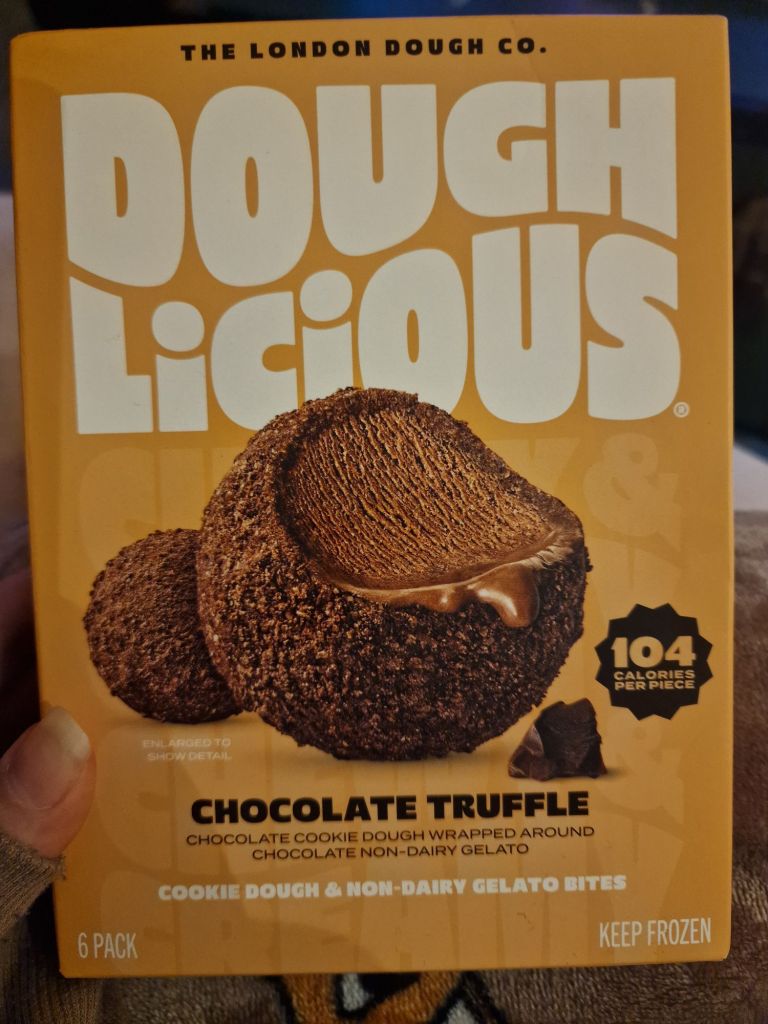 THE LONDON DOUGH CO.
DOUGH
LiCiOUS®
104
CALORIES
PER PIECE
ENLARGED TO
SHOW DETAIL
CHOCOLATE TRUFFLE
CHOCOLATE COOKIE DOUGH WRAPPED AROUND
CHOCOLATE NON-DAIRY GELATO
COOKIE DOUGH & NON-DAIRY GELATO BITES
6 PACK
KEEP FROZEN